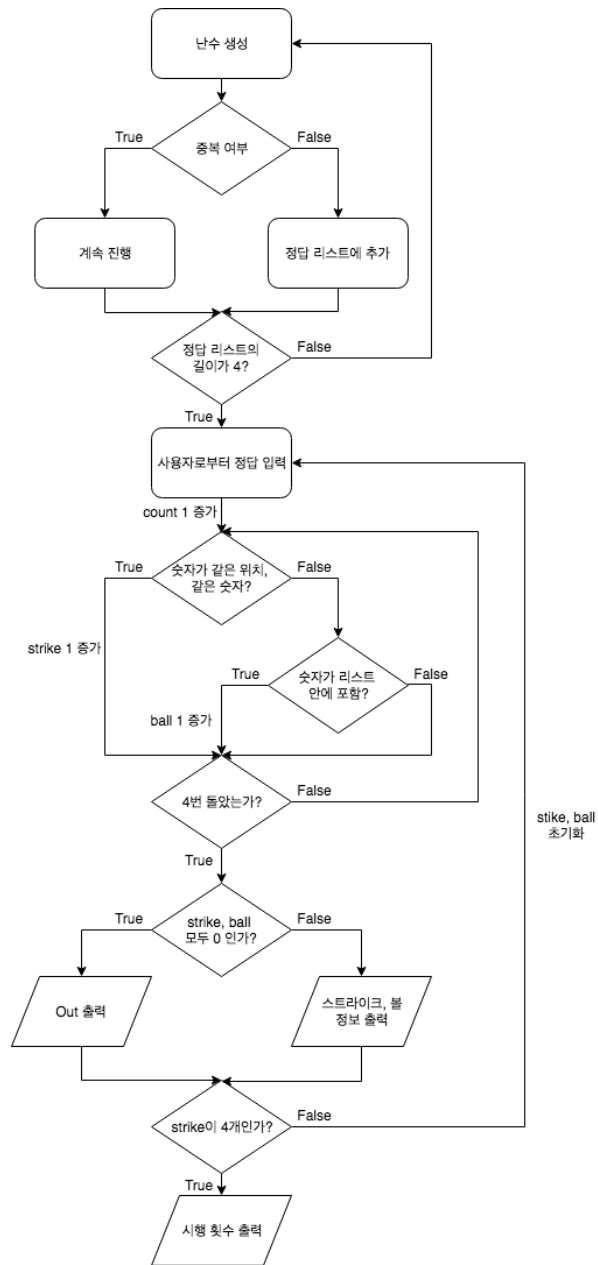 난수 생성
True
False
중복 여부
계속 진행
정답 리스트에 추가
정답 리스트의
길이가 4?
False
True
사용자로부터 정답 입력
count 1 증가
True
숫자가 같은 위치,
같은 숫자?
False
strike 1 증가
True
숫자가 리스트
안에 포함?
False
ball 1 증가
4번 돌았는가?
False
stike, ball
초기화
True
True
strike, ball
모두 0 인가?
False
Out 출력
스트라이크, 볼
정보 출력
strike이 4개인가?
False
True
시행 횟수 출력